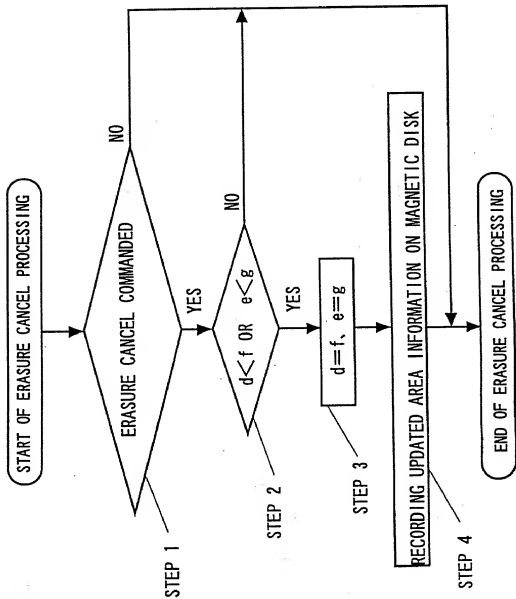 START OF ERASURE CANCEL PROCESSING
ERASURE CANCEL COMMANDED
NO
STEP 1
YES
d<f OR e<g
NO
STEP 2
YES
d=f、e=g
STEP 3
RECORDING UPDATED AREA INFORMATION ON MAGNETIC DISK
STEP 4
END OF ERASURE CANCEL PROCESSING